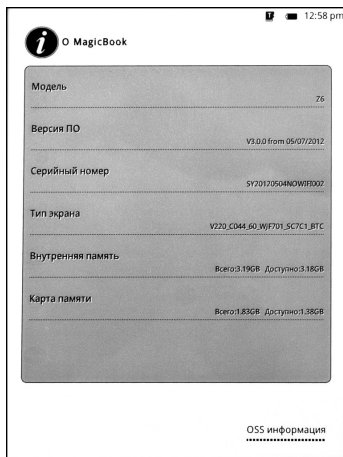 12:58 pm
О MagicBook
Модель
Z6
Версия ПО
V3.0.0 from 05/07/2012
Серийный номер
SY20120504NOWIFI002
Тип экрана
V220_C044_60_WJF701_SC7C1_BTC
Внутренняя память
Всего:3.19GB Доступно:3.18GB
Карта памяти
Всего:1.83GB Доступно:1.38GB
OSS информация